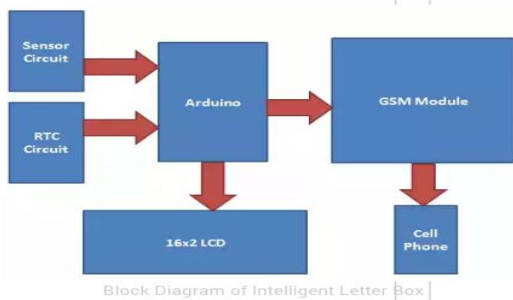 Sensor
Circuit
RTC
Circuit
Arduino
GSM Module
16x2 LCD
Cell
Phone
Block Diagram of Intelligent Letter Box